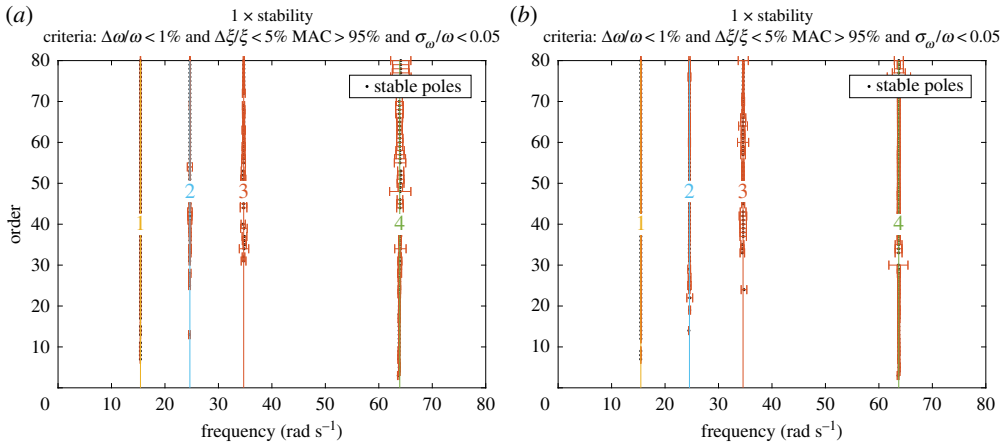 (a)
1 × stability
criteria: Δω/ω < 1% and Δξ/ξ < 5% MAC > 95% and σω/ω < 0.05
80
70
60
50
40
30
20
10
0
order
• stable poles
1
2
3
4
10 20 30 40 50 60 70 80
frequency (rad s⁻¹)
(b)
1 × stability
criteria: Δω/ω < 1% and Δξ/ξ < 5% MAC > 95% and σω/ω < 0.05
80
70
60
50
40
30
20
10
0
• stable poles
1
2
3
4
10 20 30 40 50 60 70 80
frequency (rad s⁻¹)